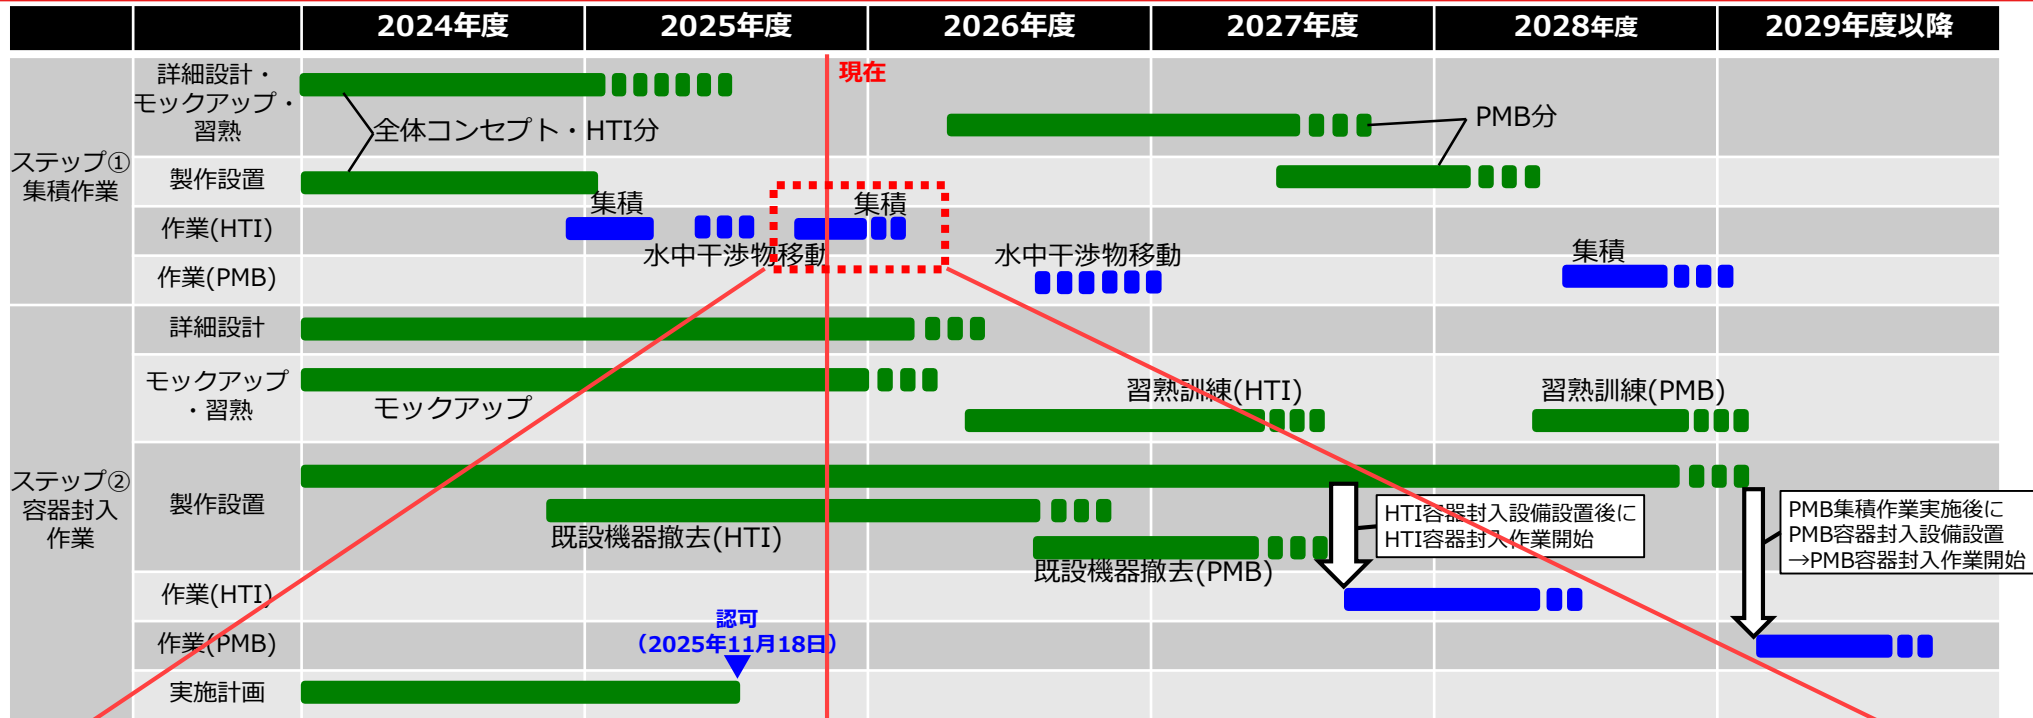 2024年度
2025年度
2026年度
2027年度
2028年度
2029年度以降
現在
ステップ①
集積作業
詳細設計・
モックアップ・
習熟
全体コンセプト・HTI分
PMB分
製作設置
作業(HTI)
集積
水中干渉物移動
集積
作業(PMB)
水中干渉物移動
集積
ステップ②
容器封入
作業
詳細設計
モックアップ
・習熟
モックアップ
習熟訓練(HTI)
習熟訓練(PMB)
製作設置
既設機器撤去(HTI)
既設機器撤去(PMB)
HTI容器封入設備設置後に
HTI容器封入作業開始
PMB集積作業実施後に
PMB容器封入設備設置
→PMB容器封入作業開始
作業(HTI)
作業(PMB)
認可
（2025年11月18日）
実施計画